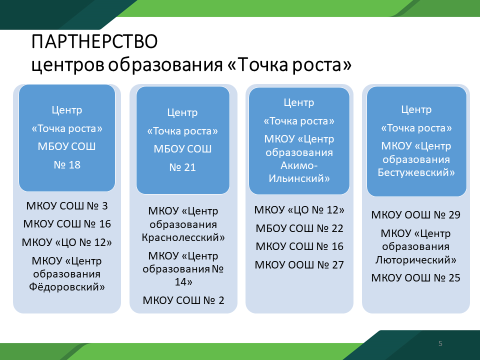 ПАРТНЕРСТВО
центров образования «Точка роста»
Центр
«Точка роста»
МБОУ СОШ
№ 18
МКОУ СОШ № 3
МКОУ СОШ № 16
МКОУ «ЦО № 12»
МКОУ «Центр
образования
Фёдоровский»
Центр
«Точка роста»
МБОУ СОШ
№ 21
МКОУ «Центр
образования
Краснолесский»
МКОУ «Центр
образования №
14»
МКОУ СОШ № 2
Центр
«Точка роста»
МКОУ «Центр
образования
Акимо-
Ильинский»
МКОУ «ЦО № 12»
МБОУ СОШ № 22
МКОУ СОШ № 16
МКОУ ООШ № 27
Центр
«Точка роста»
МКОУ «Центр
образования
Бестужевский»
МКОУ ООШ № 29
МКОУ «Центр
образования
Люторический»
МКОУ ООШ № 25
5